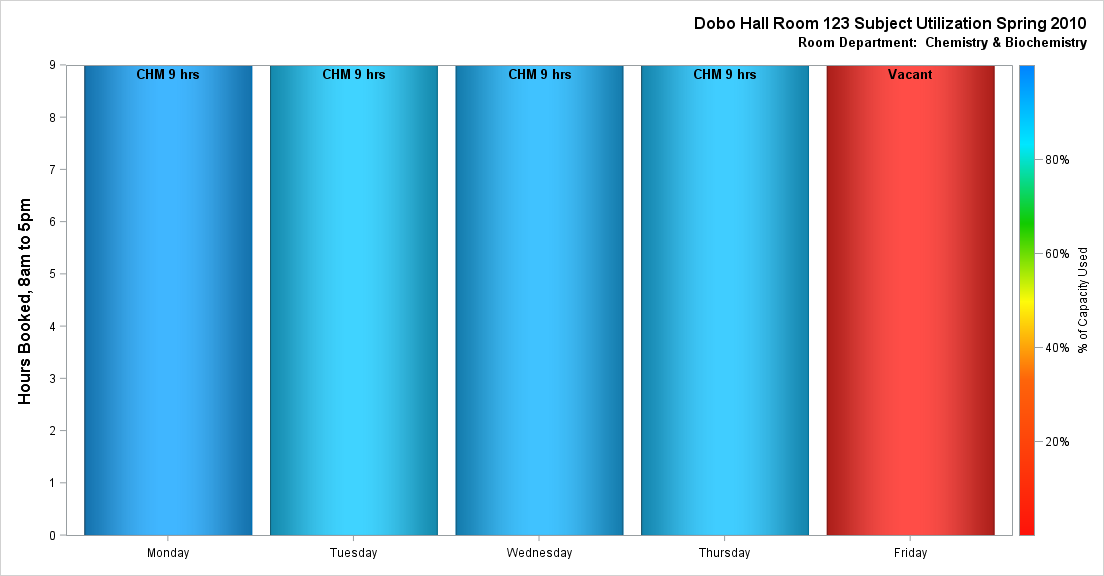 Dobo Hall Room 123 Subject Utilization Spring 2010
Room Department:  Chemistry & Biochemistry
Hours Booked, 8am to 5pm
9
8
7
6
5
4
3
2
1
0
CHM 9 hrs
CHM 9 hrs
CHM 9 hrs
CHM 9 hrs
Vacant
Monday
Tuesday
Wednesday
Thursday
Friday
80%
60%
40%
20%
% of Capacity Used